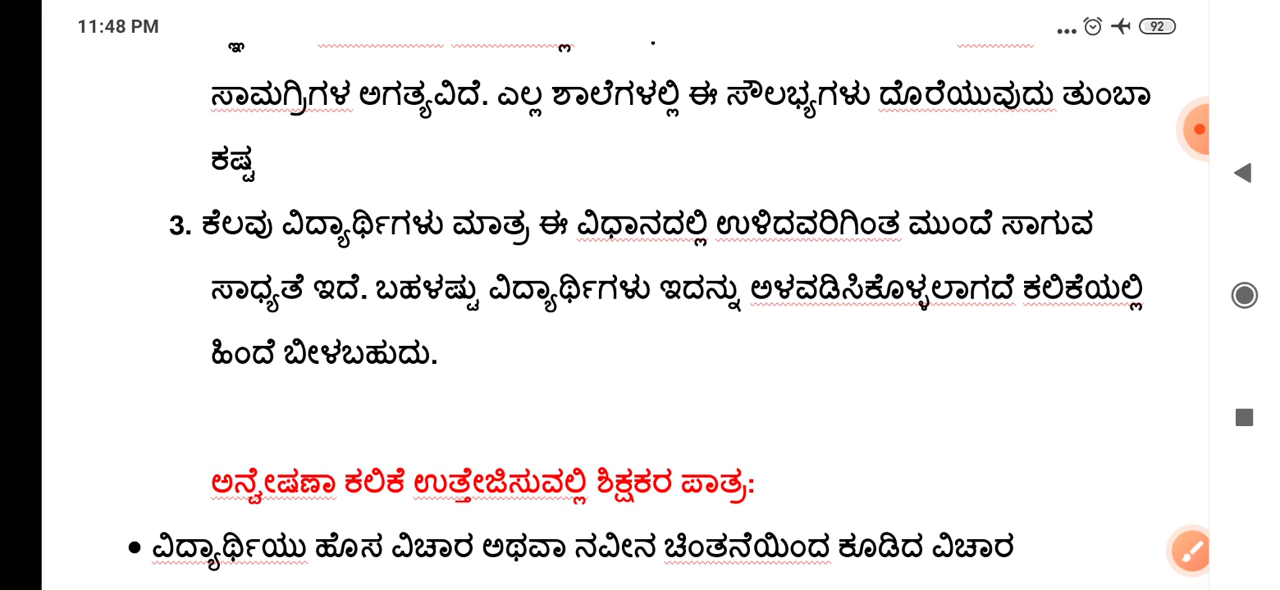 11:48 PM
92
ಸಾಮಗ್ರಿಗಳ ಅಗತ್ಯವಿದೆ. ಎಲ್ಲ ಶಾಲೆಗಳಲ್ಲಿ ಈ ಸೌಲಭ್ಯಗಳು ದೊರೆಯುವುದು ತುಂಬಾ
ಕಷ್ಟ
3. ಕೆಲವು ವಿದ್ಯಾರ್ಥಿಗಳು ಮಾತ್ರ ಈ ವಿಧಾನದಲ್ಲಿ ಉಳಿದವರಿಗಿಂತ ಮುಂದೆ ಸಾಗುವ
ಸಾಧ್ಯತೆ ಇದೆ. ಬಹಳಷ್ಟು ವಿದ್ಯಾರ್ಥಿಗಳು ಇದನ್ನು ಅಳವಡಿಸಿಕೊಳ್ಳಲಾಗದೆ ಕಲಿಕೆಯಲ್ಲಿ
ಹಿಂದೆ ಬೀಳಬಹುದು.
ಅನ್ವೇಷಣಾ ಕಲಿಕೆ ಉತ್ತೇಜಿಸುವಲ್ಲಿ ಶಿಕ್ಷಕರ ಪಾತ್ರ:
• ವಿದ್ಯಾರ್ಥಿಯು ಹೊಸ ವಿಚಾರ ಅಥವಾ ನವೀನ ಚಿಂತನೆಯಿಂದ ಕೂಡಿದ ವಿಚಾರ